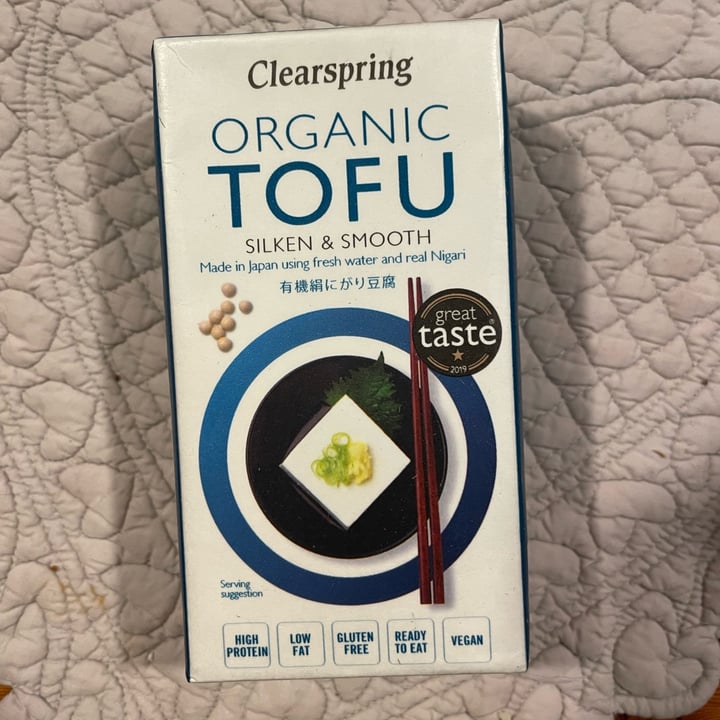 Clearspring
ORGANIC
TOFU
SILKEN & SMOOTH
Made in Japan using fresh water and real Nigari
有機絹にがり豆腐
great
taste®
2019
Serving
suggestion
HIGH
PROTEIN
LOW
FAT
GLUTEN
FREE
READY
TO EAT
VEGAN